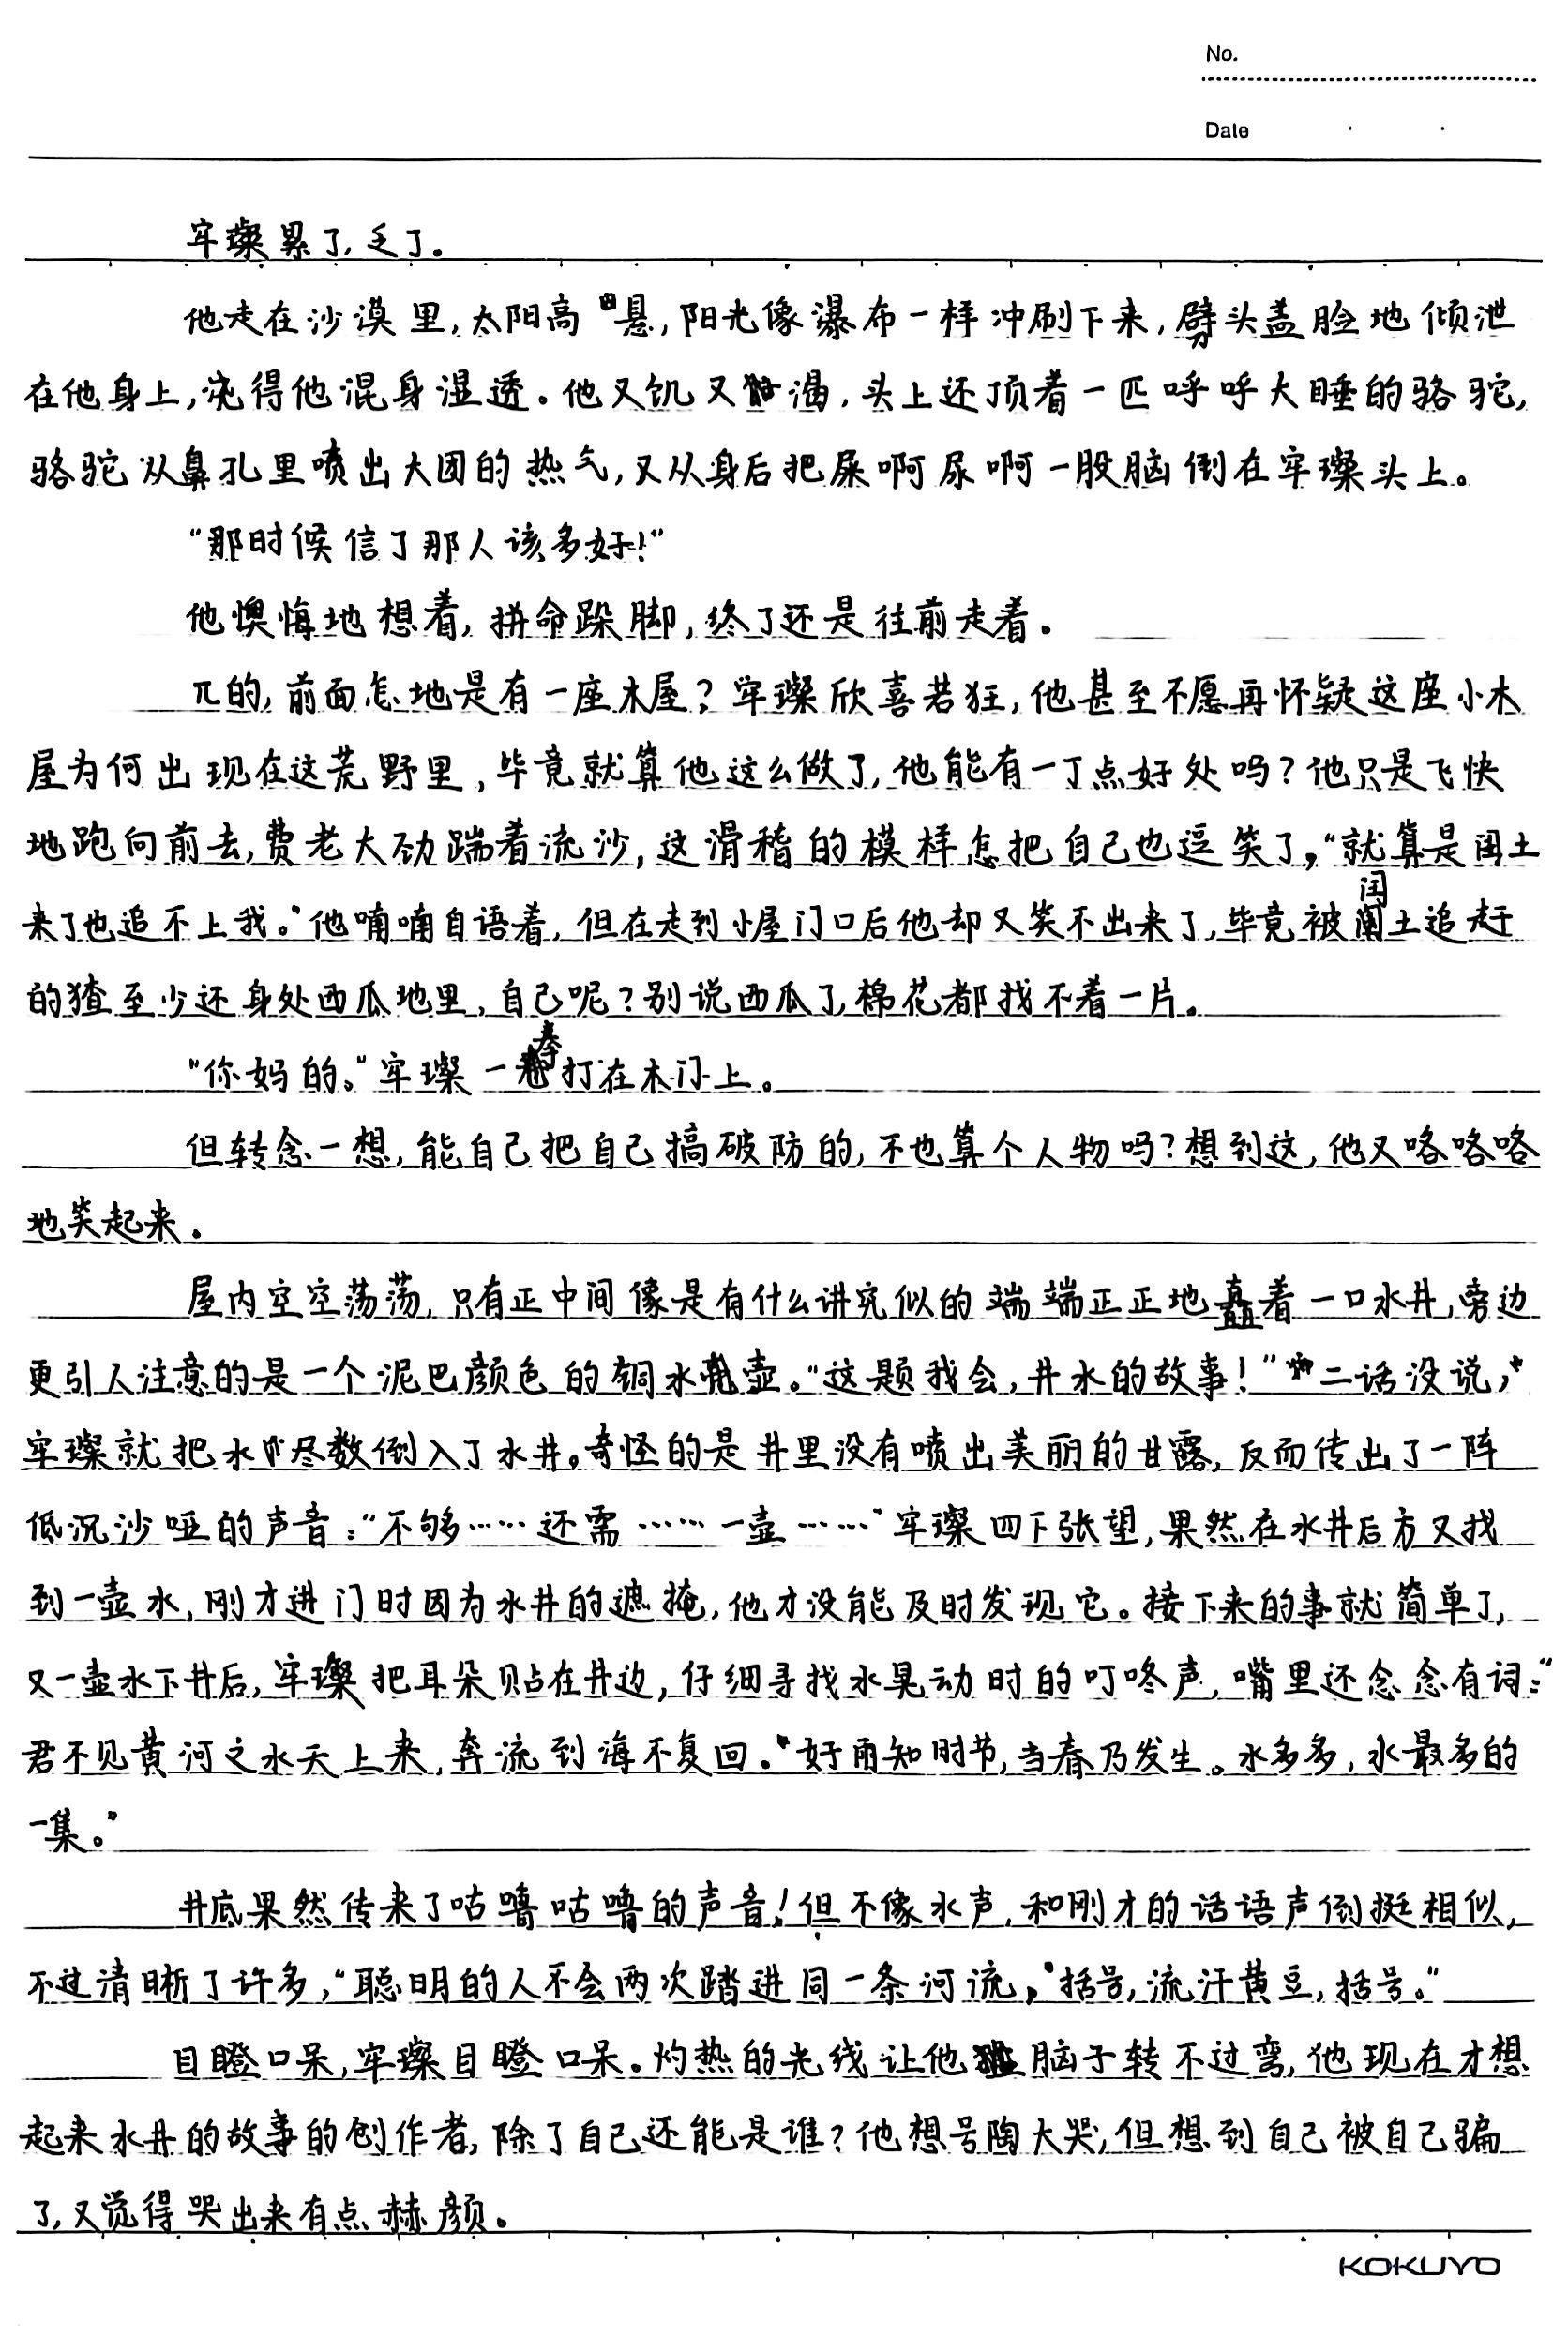 No.
Date
牢璨累了,乏了。
他走在沙漠里,太阳高悬,阳光像瀑布一样冲刷下来,劈头盖脸地倾泄
在他身上,浇得他混身湿透。他又饥又渴,头上还顶着一匹呼呼大睡的骆驼,
骆驼从鼻孔里喷出大团的热气,又从身后把屎啊尿啊一股脑倒在牢璨头上。
“那时候信了那人该多好!”
他懊悔地想着,拼命跺脚,终了还是往前走着。
兀的,前面怎地是有一座木屋?牢璨欣喜若狂,他甚至不愿再怀疑这座小木
屋为何出现在这荒野里,毕竟就算他这么做了,他能有一丁点好处吗?他只是飞快
地跑向前去,费老大劲踹着流沙,这滑稽的模样怎把自己也逗笑了,“就算是闰土
来了也追不上我。”他喃喃自语着,但在走到小屋门口后他却又笑不出来了,毕竟被闰土追赶
的猹至少还身处西瓜地里,自己呢?别说西瓜了,棉花都找不着一片。
“你妈的。”牢璨一拳打在木门上。
但转念一想,能自己把自己搞破防的,不也算个人物吗?想到这,他又咯咯咯
地笑起来。
屋内空空荡荡,只有正中间像是有什么讲究似的端端正正地矗着一口水井,旁边
更引人注意的是一个泥巴颜色的铜水壶。“这题我会,井水的故事!”二话没说,
牢璨就把水尽数倒入了水井。奇怪的是井里没有喷出美丽的甘露,反而传出了一阵
低沉沙哑的声音:“不够……还需……一壶……”牢璨四下张望,果然在水井后方又找
到一壶水,刚才进门时因为水井的遮掩,他才没能及时发现它。接下来的事就简单了,
又一壶水下井后,牢璨把耳朵贴在井边,仔细寻找水晃动时的叮咚声,嘴里还念念有词:“
君不见黄河之水天上来,奔流到海不复回。”好雨知时节,当春乃发生。水多多,水最多的
一集。”
井底果然传来了咕噜咕噜的声音!但不像水声,和刚才的话语声倒挺相似,
不过清晰了许多,“聪明的人不会两次踏进同一条河流,”括号,流汗黄豆,括号。”
目瞪口呆,牢璨目瞪口呆。灼热的光线让他脑子转不过弯,他现在才想
起来水井的故事的创作者,除了自己还能是谁?他想号陶大哭,但想到自己被自己骗
了,又觉得哭出来有点赫颜。
KOKUYO